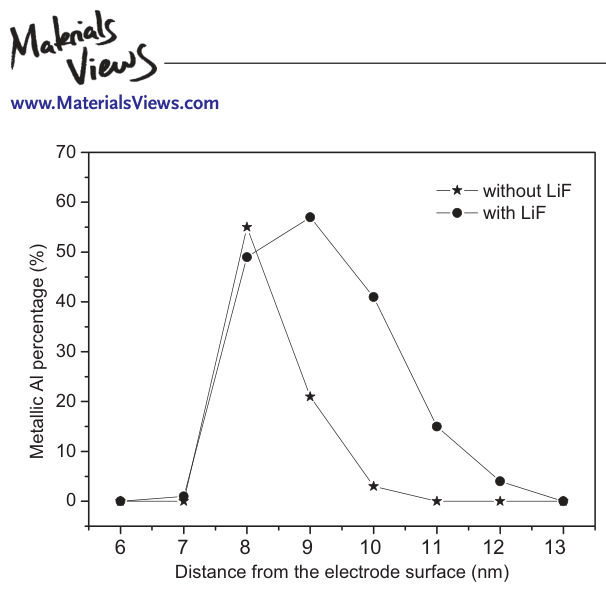 Materials
Views
www.MaterialsViews.com
70
60
50
40
30
20
10
0
Metallic Al percentage (%)
without LiF
with LiF
6 7 8 9 10 11 12 13
Distance from the electrode surface (nm)